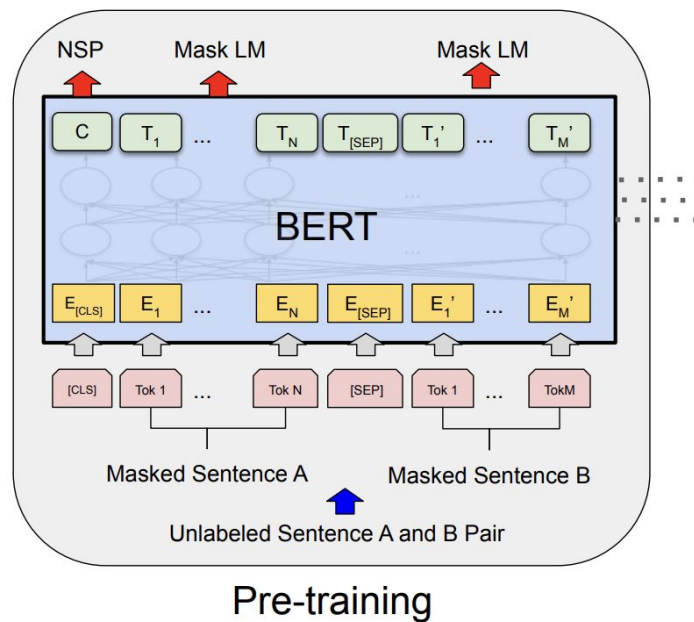 NSP Mask LM Mask LM
C T1 ... TN T[SEP] T1' ... TM'
...
BERT
...
E[CLS] E1 ... EN E[SEP] E1' ... EM'
[CLS] Tok 1 ... Tok N [SEP] Tok 1 ... TokM
Masked Sentence A Masked Sentence B
Unlabeled Sentence A and B Pair
Pre-training